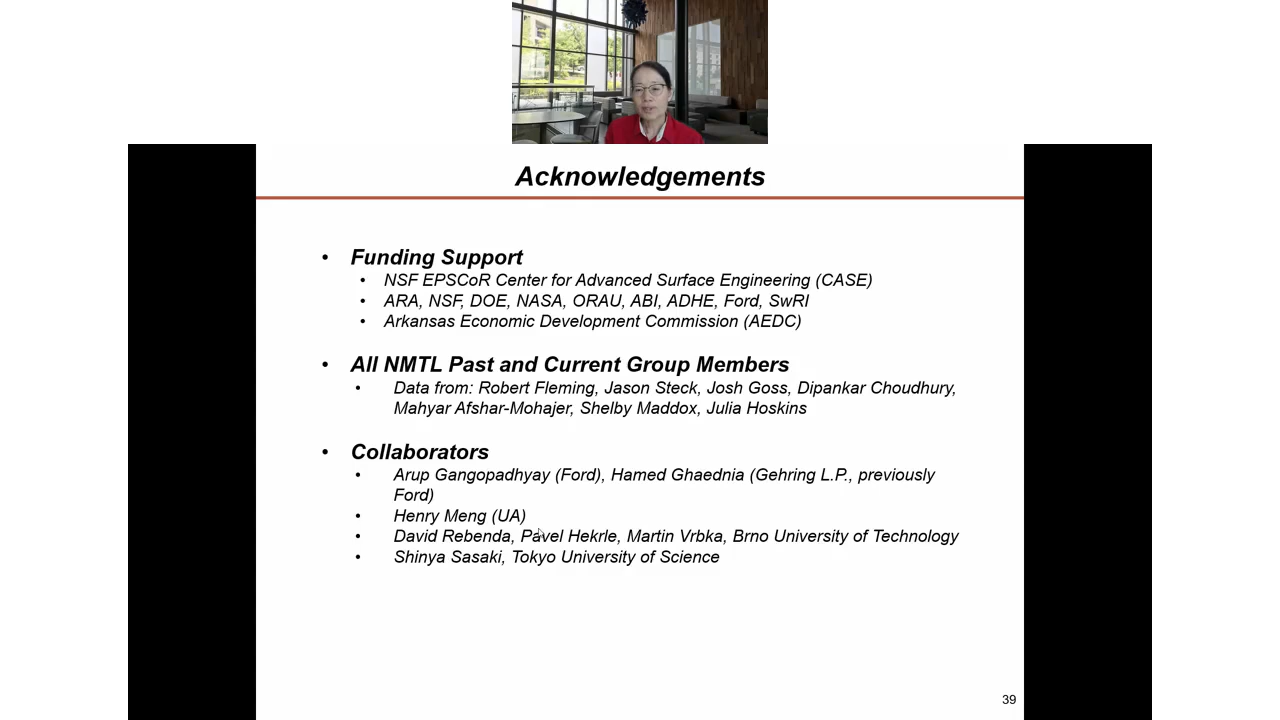 Acknowledgements
• Funding Support
• NSF EPSCoR Center for Advanced Surface Engineering (CASE)
• ARA, NSF, DOE, NASA, ORAU, ABI, ADHE, Ford, SwRI
• Arkansas Economic Development Commission (AEDC)
• All NMTL Past and Current Group Members
• Data from: Robert Fleming, Jason Steck, Josh Goss, Dipankar Choudhury,
Mahyar Afshar-Mohajer, Shelby Maddox, Julia Hoskins
• Collaborators
• Arup Gangopadhyay (Ford), Hamed Ghaednia (Gehring L.P., previously
Ford)
• Henry Meng (UA)
• David Rebenda, Pavel Hekrle, Martin Vrbka, Brno University of Technology
• Shinya Sasaki, Tokyo University of Science
39